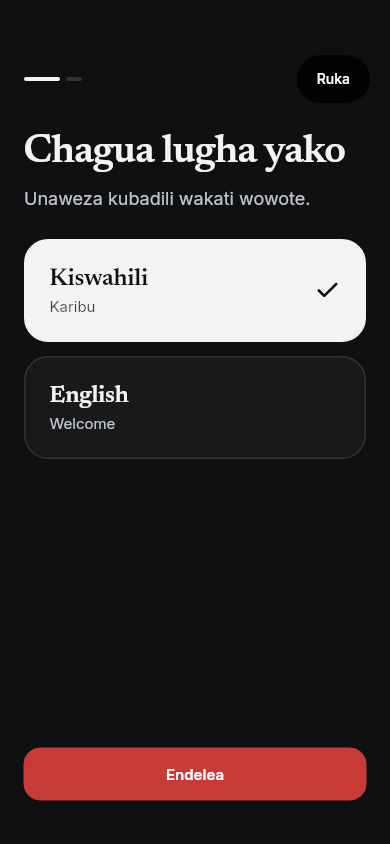 Ruka
Chagua lugha yako
Unaweza kubadili wakati wowote.
Kiswahili
Karibu
English
Welcome
Endelea